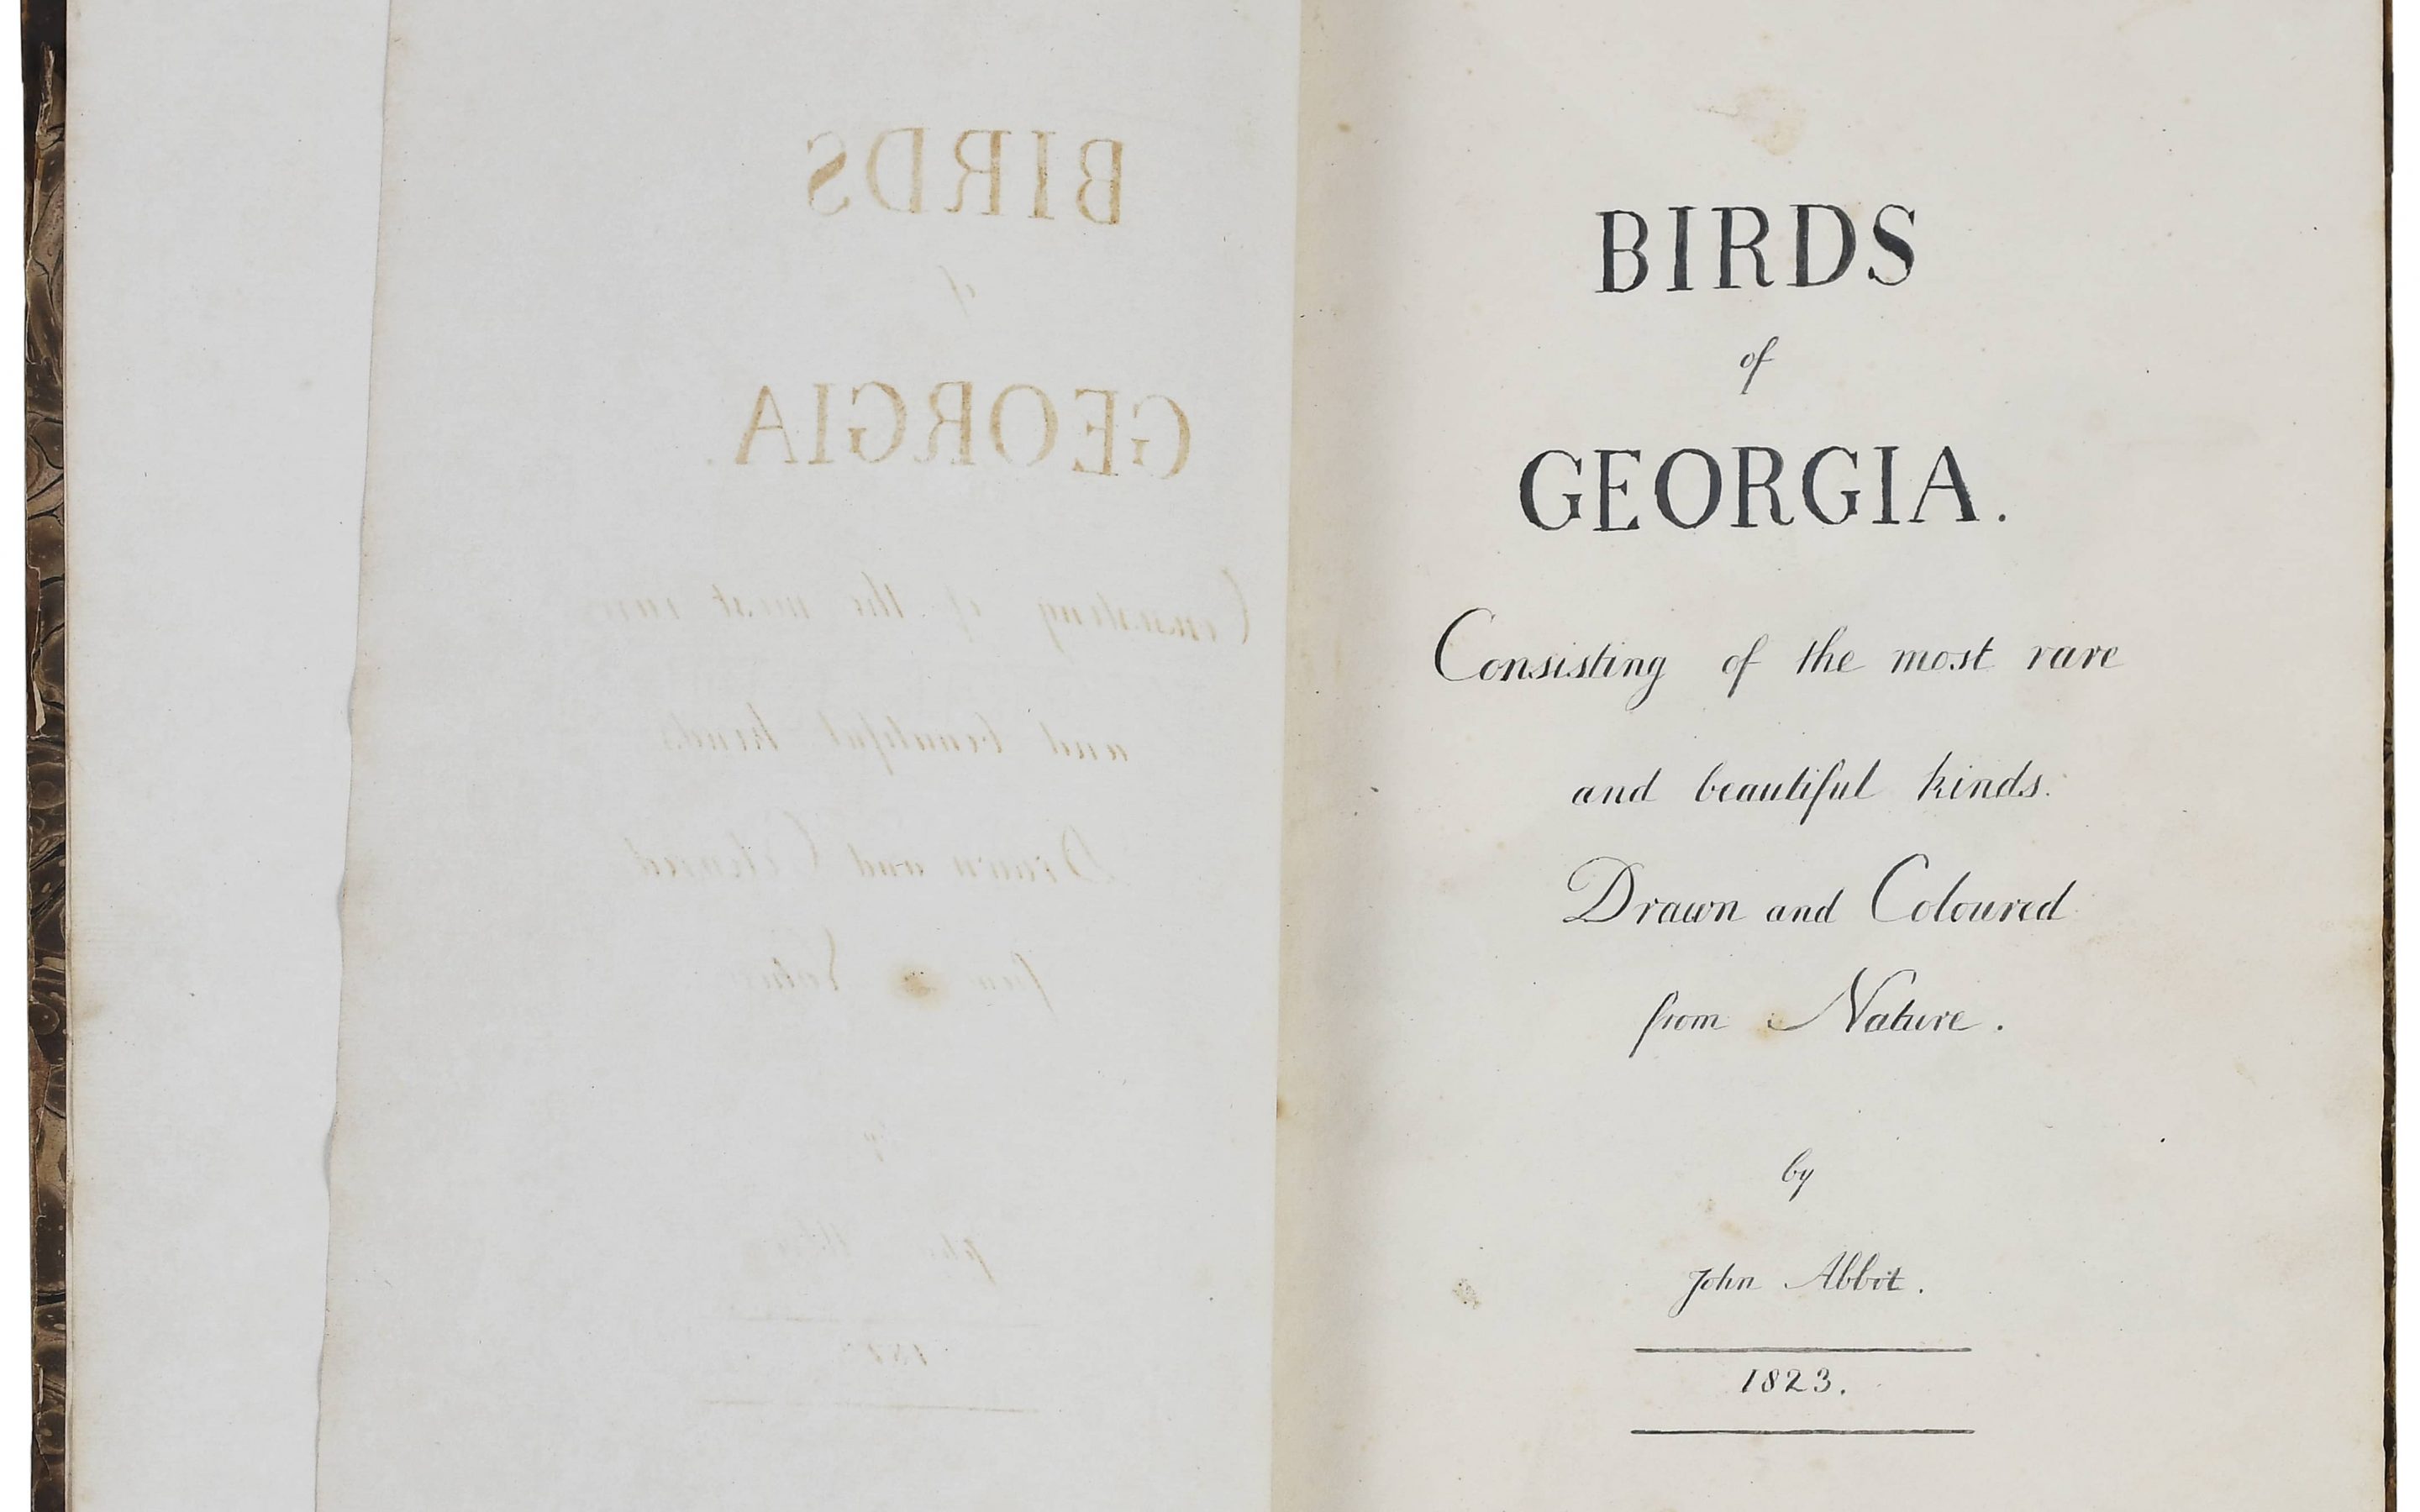 BIRDS
of
GEORGIA.
Consisting of the most rare
and beautiful kinds.
Drawn and Coloured
from Nature.
by
John Abbot.
1823.